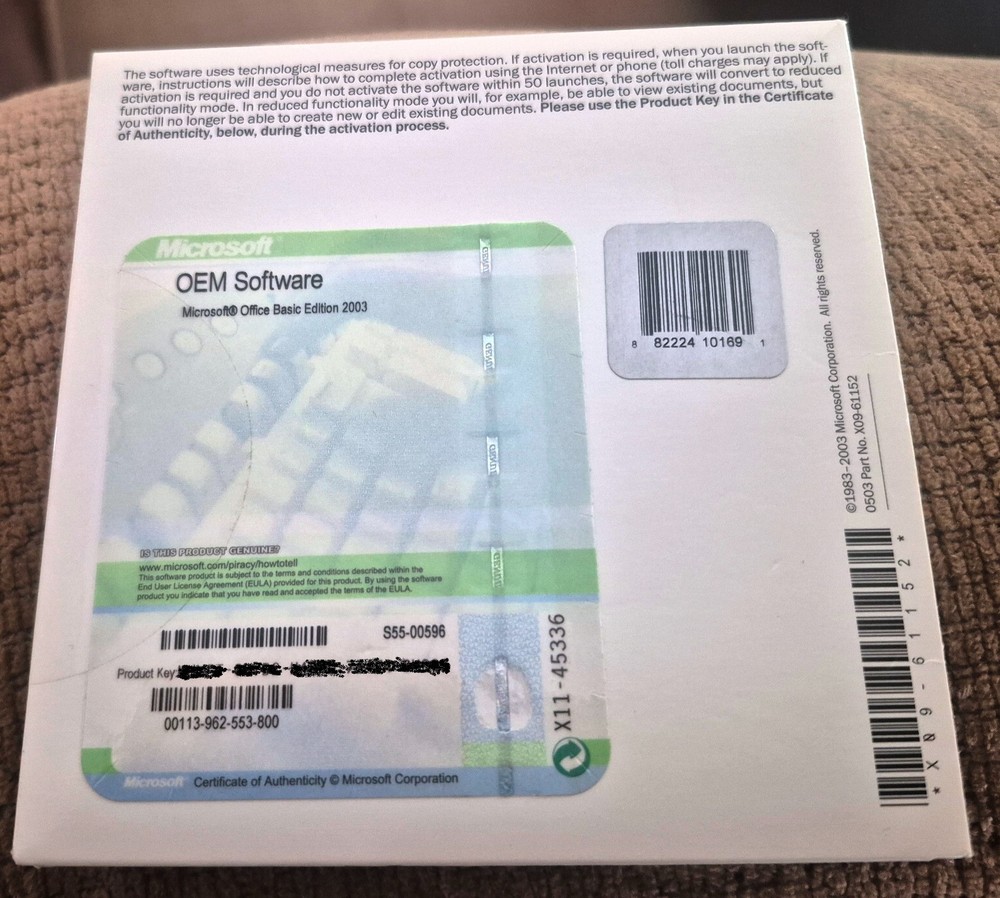 The software uses technological measures for copy protection. If activation is required, when you launch the soft-
ware, instructions will describe how to complete activation using the Internet or phone (toll charges may apply). If
activation is required and you do not activate the software within 50 launches, the software will convert to reduced
functionality mode. In reduced functionality mode you will, for example, be able to view existing documents, but
you will no longer be able to create new or edit existing documents. Please use the Product Key in the Certificate
of Authenticity, below, during the activation process.
Microsoft
OEM Software
Microsoft® Office Basic Edition 2003
8 82224 10169 1
©1983–2003 Microsoft Corporation. All rights reserved.
0503 Part No. X09-61152
IS THIS PRODUCT GENUINE?
www.microsoft.com/piracy/howtotell
This software product is subject to the terms and conditions described within the
End User License Agreement (EULA) provided for this product. By using the software
product you indicate that you have read and accepted the terms of the EULA.
S55-00596
Product Key:
00113-962-553-800
X11-45336
*X09-61152*
Microsoft Certificate of Authenticity © Microsoft Corporation